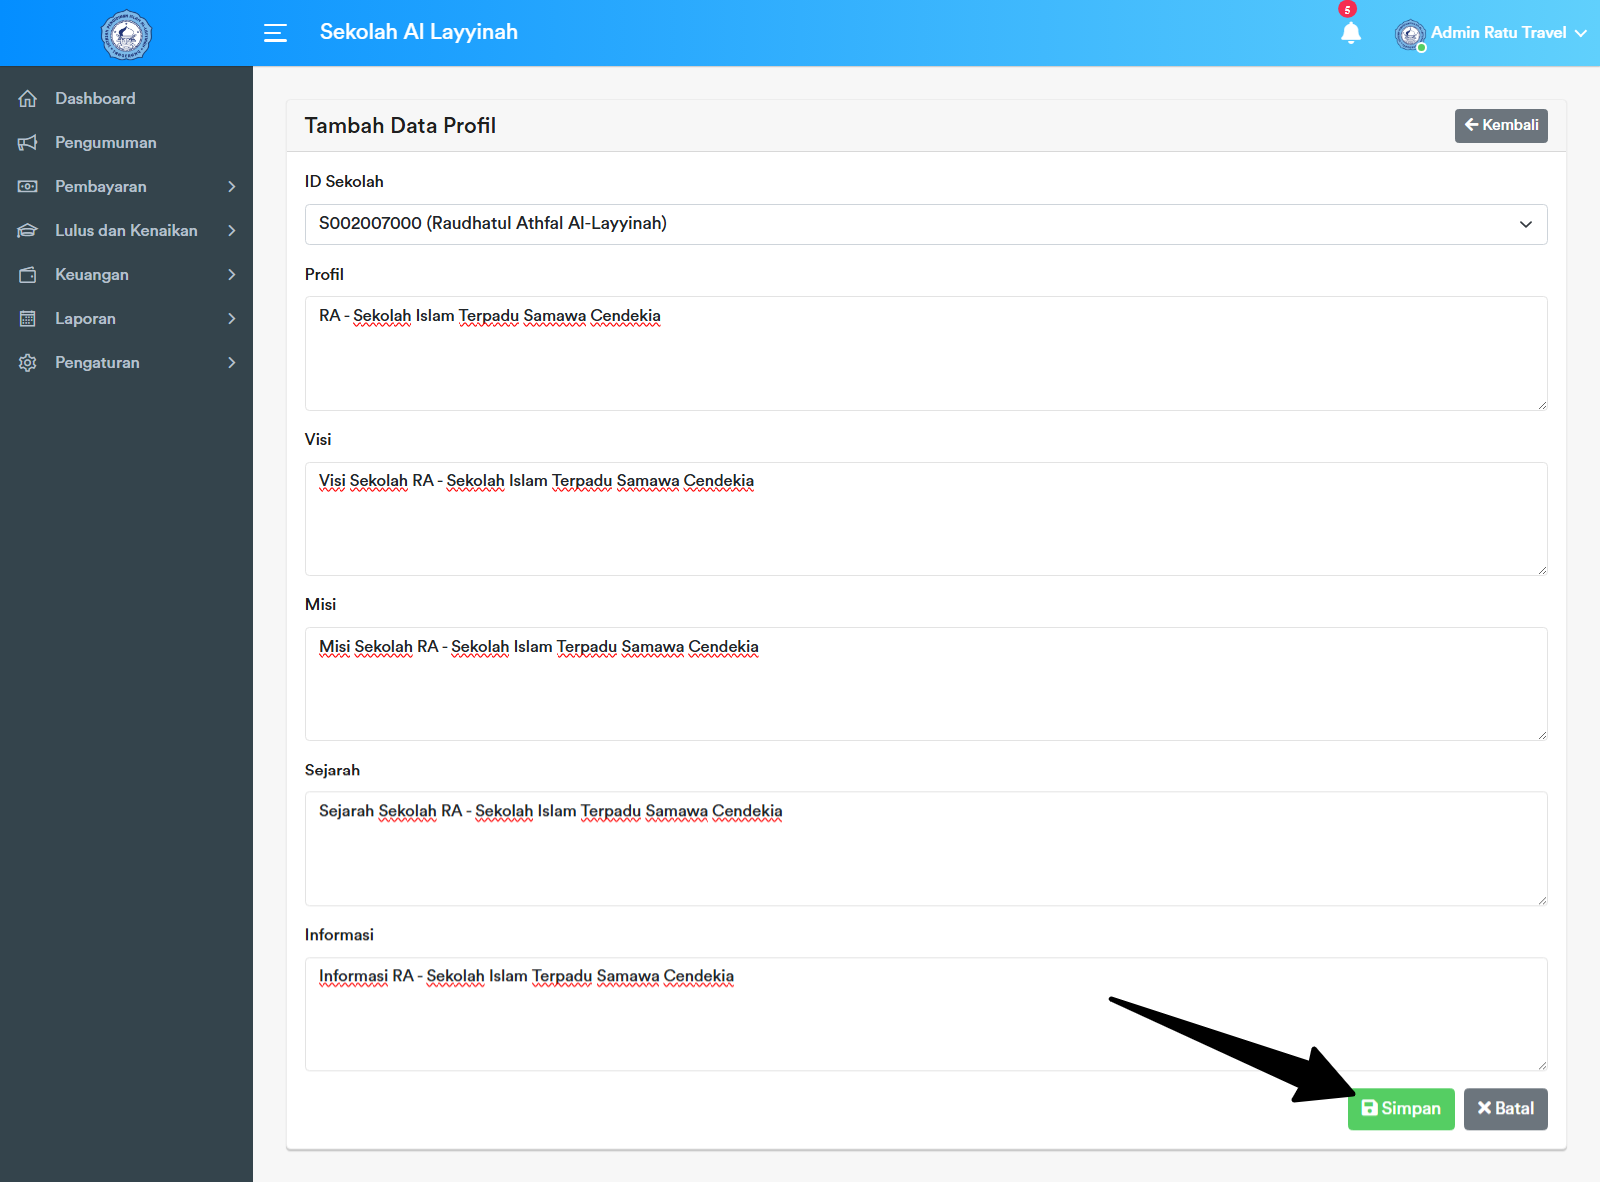 Sekolah Al Layyinah
5
Admin Ratu Travel
Dashboard
Pengumuman
Pembayaran
Lulus dan Kenaikan
Keuangan
Laporan
Pengaturan
Tambah Data Profil
Kembali
ID Sekolah
S002007000 (Raudhatul Athfal Al-Layyinah)
Profil
RA - Sekolah Islam Terpadu Samawa Cendekia
Visi
Visi Sekolah RA - Sekolah Islam Terpadu Samawa Cendekia
Misi
Misi Sekolah RA - Sekolah Islam Terpadu Samawa Cendekia
Sejarah
Sejarah Sekolah RA - Sekolah Islam Terpadu Samawa Cendekia
Informasi
Informasi RA - Sekolah Islam Terpadu Samawa Cendekia
Simpan
Batal